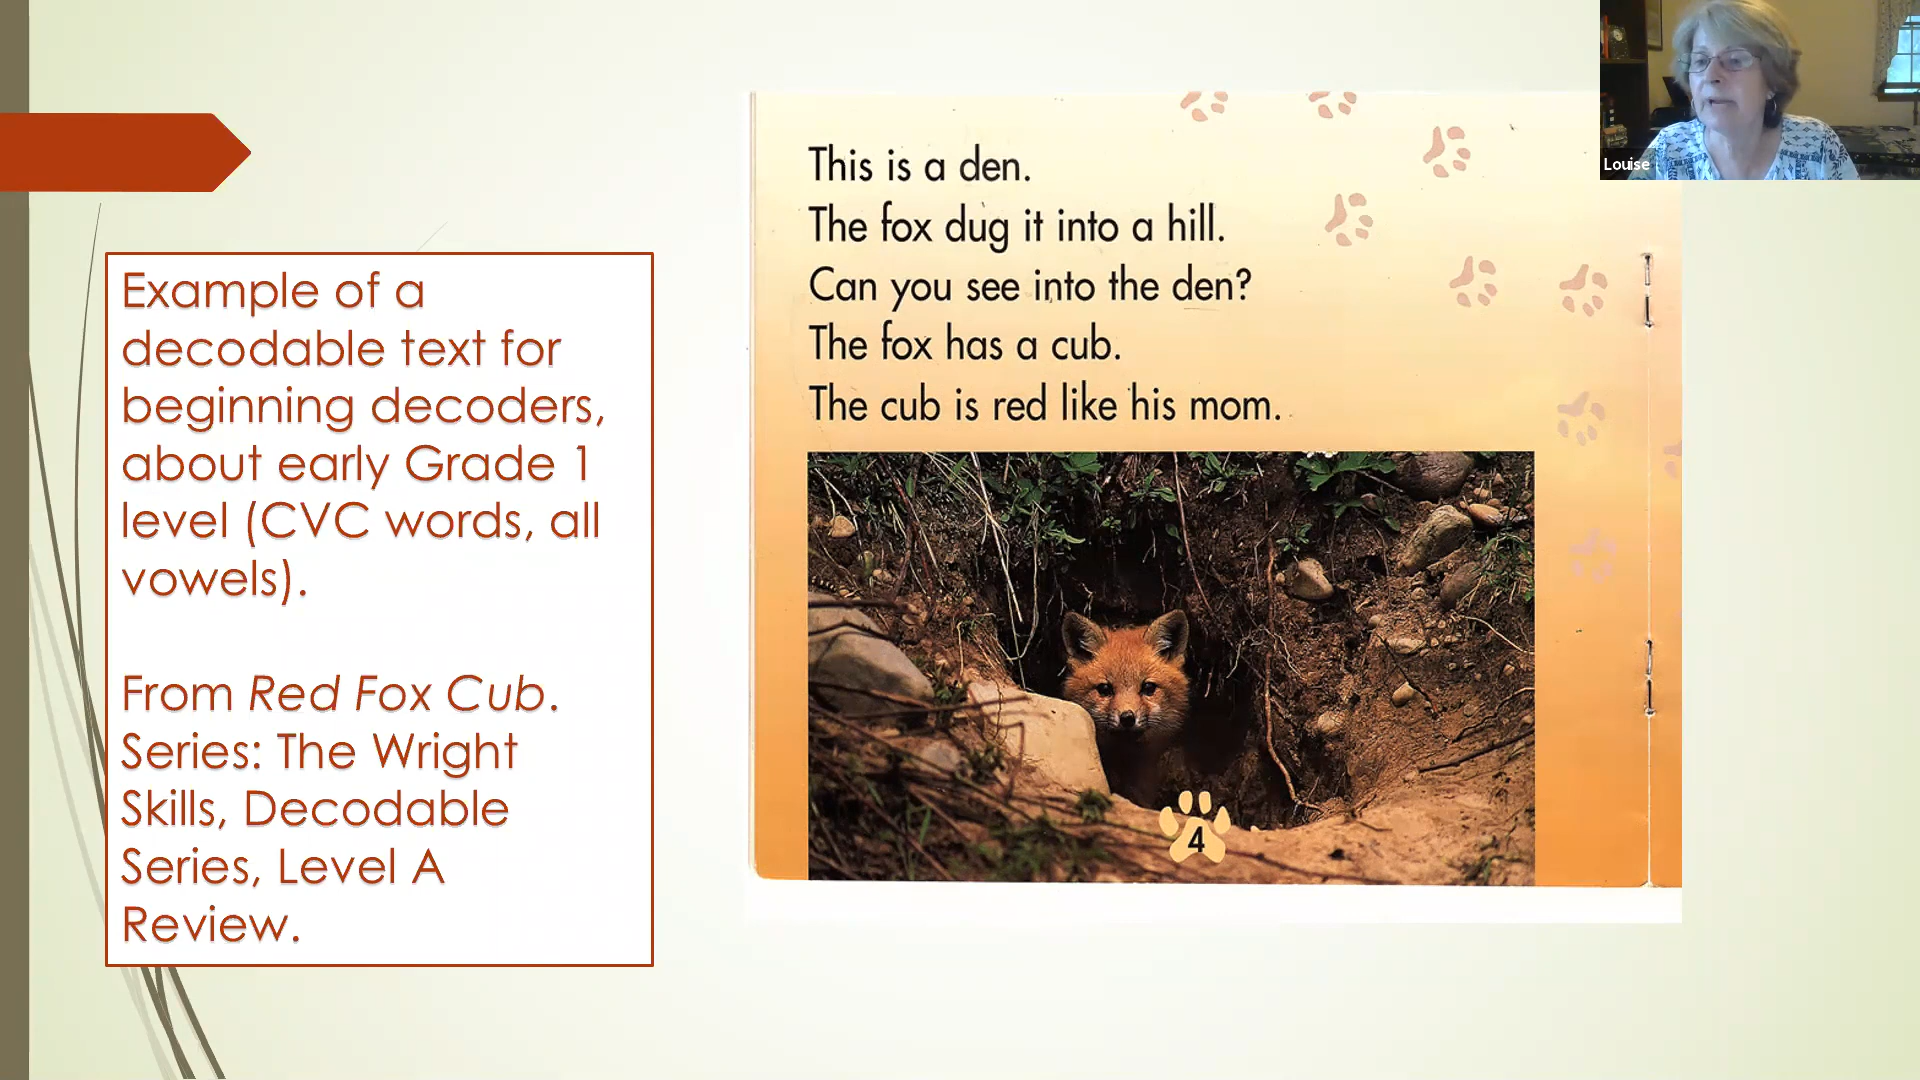 Example of a
decodable text for
beginning decoders,
about early Grade 1
level (CVC words, all
vowels).
From Red Fox Cub.
Series: The Wright
Skills, Decodable
Series, Level A
Review.
This is a den.
The fox dug it into a hill.
Can you see into the den?
The fox has a cub.
The cub is red like his mom.
4
Louise